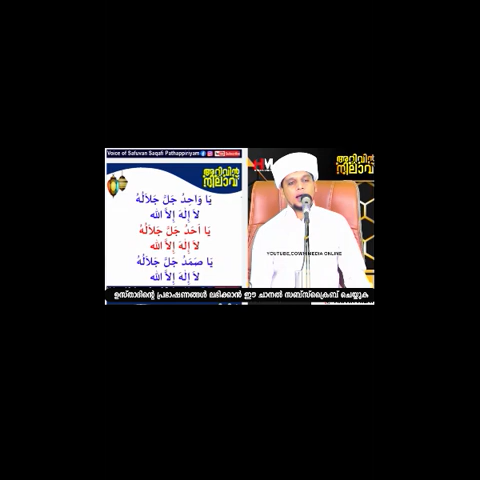 Voice of Safuvan Saqafi Pathappiriyam
അറിവിൻ
നിലാവ്
يَا وَاحِدُ جَلَّ جَلَالُهُ
لَا إِلٰهَ إِلَّا الله
يَا اَحَدُ جَلَّ جَلَالُهُ
لَا إِلٰهَ إِلَّا الله
يَا صَمَدُ جَلَّ جَلَالُهُ
لَا إِلٰهَ إِلَّا الله
അറിവിൻ
നിലാവ്
YOUTUBE,COM/HMEDIA ONLINE
ഉസ്താദിന്റെ പ്രഭാഷണങ്ങൾ ലഭിക്കാൻ ഈ ചാനൽ സബ്സ്ക്രൈബ് ചെയ്യുക